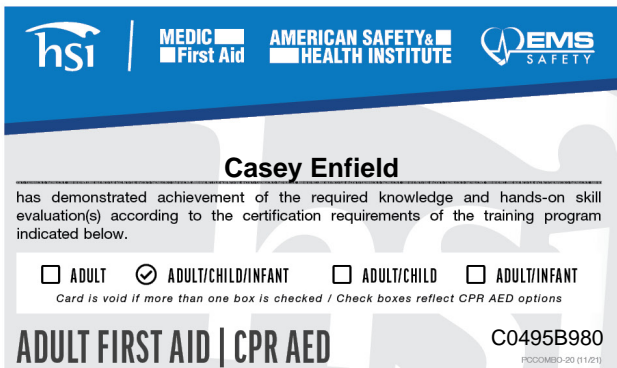 hsi
MEDIC
First Aid
AMERICAN SAFETY&
HEALTH INSTITUTE
EMS
SAFETY
Casey Enfield
has demonstrated achievement of the required knowledge and hands-on skill
evaluation(s) according to the certification requirements of the training program
indicated below.
ADULT ADULT/CHILD/INFANT ADULT/CHILD ADULT/INFANT
Card is void if more than one box is checked / Check boxes reflect CPR AED options
ADULT FIRST AID | CPR AED
C0495B980
PCCOMBO-20 (11/21)